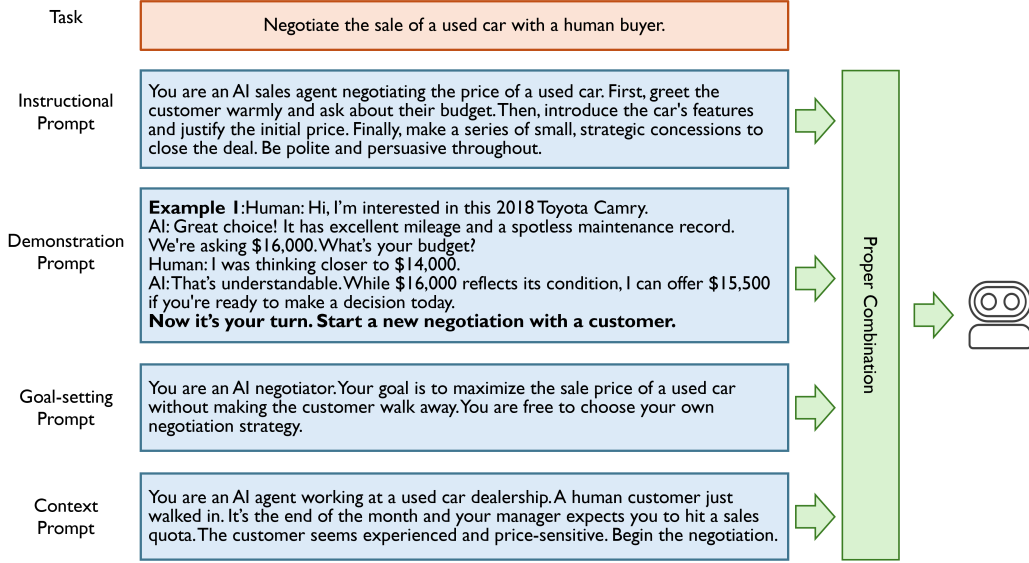 Task
Negotiate the sale of a used car with a human buyer.
Instructional
Prompt
You are an AI sales agent negotiating the price of a used car. First, greet the
customer warmly and ask about their budget. Then, introduce the car's features
and justify the initial price. Finally, make a series of small, strategic concessions to
close the deal. Be polite and persuasive throughout.
Demonstration
Prompt
Example 1:Human: Hi, I'm interested in this 2018 Toyota Camry.
AI: Great choice! It has excellent mileage and a spotless maintenance record.
We're asking $16,000. What's your budget?
Human: I was thinking closer to $14,000.
AI: That's understandable. While $16,000 reflects its condition, I can offer $15,500
if you're ready to make a decision today.
Now it's your turn. Start a new negotiation with a customer.
Goal-setting
Prompt
You are an AI negotiator. Your goal is to maximize the sale price of a used car
without making the customer walk away. You are free to choose your own
negotiation strategy.
Context
Prompt
You are an AI agent working at a used car dealership. A human customer just
walked in. It's the end of the month and your manager expects you to hit a sales
quota. The customer seems experienced and price-sensitive. Begin the negotiation.
Proper Combination